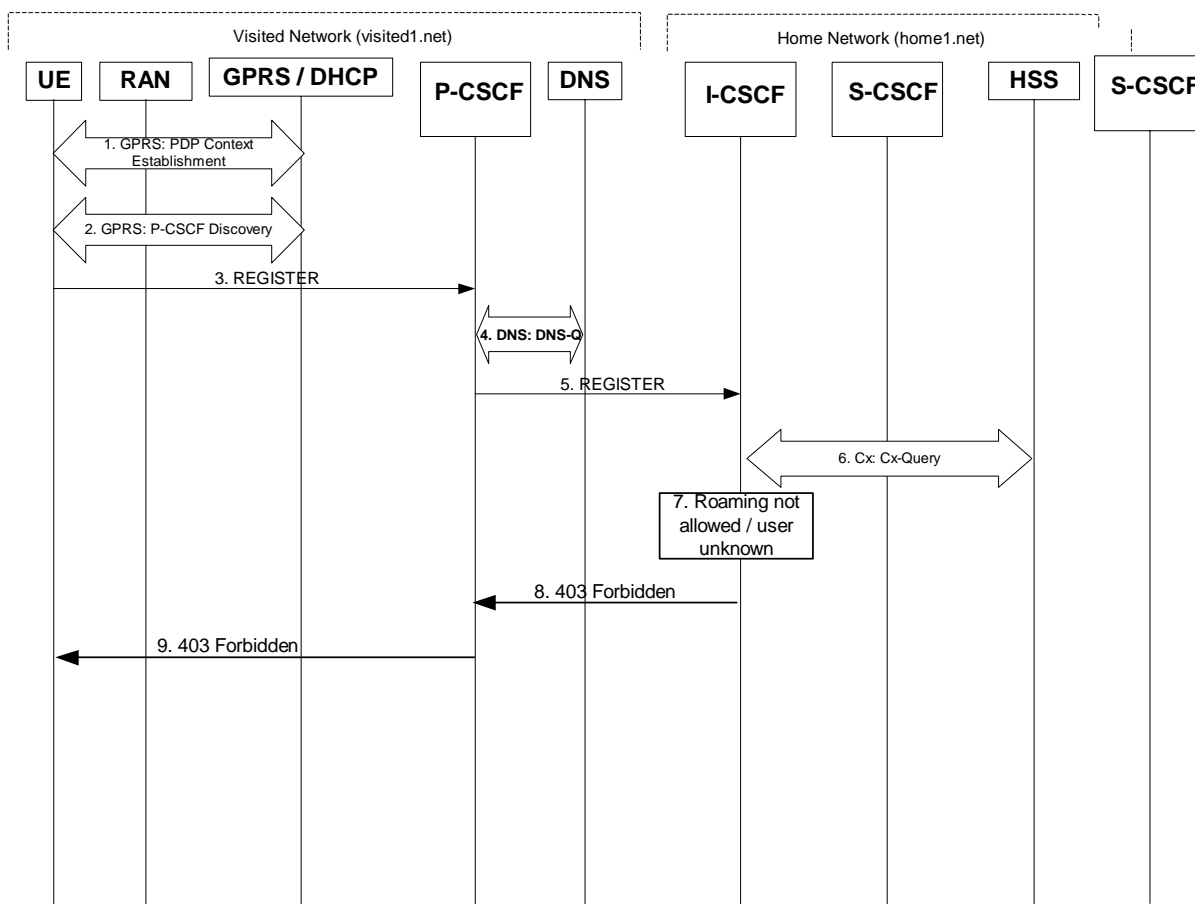 Visited Network (visited1.net)
Home Network (home1.net)
UE
RAN
GPRS / DHCP
P-CSCF
DNS
I-CSCF
S-CSCF
HSS
S-CSCF
1. GPRS: PDP Context
Establishment
2. GPRS: P-CSCF Discovery
3. REGISTER
4. DNS: DNS-Q
5. REGISTER
6. Cx: Cx-Query
7. Roaming not
allowed / user
unknown
8. 403 Forbidden
9. 403 Forbidden